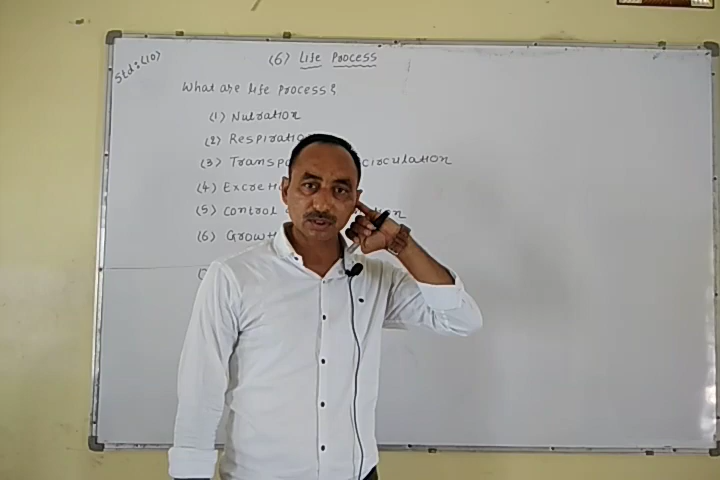 Std:(10)
(6) Life Process
What are life process?
(1) Nutration
(2) Respiratio
(3) Transpo circulation
(4) Excreti
(5) Control
(6) Growth